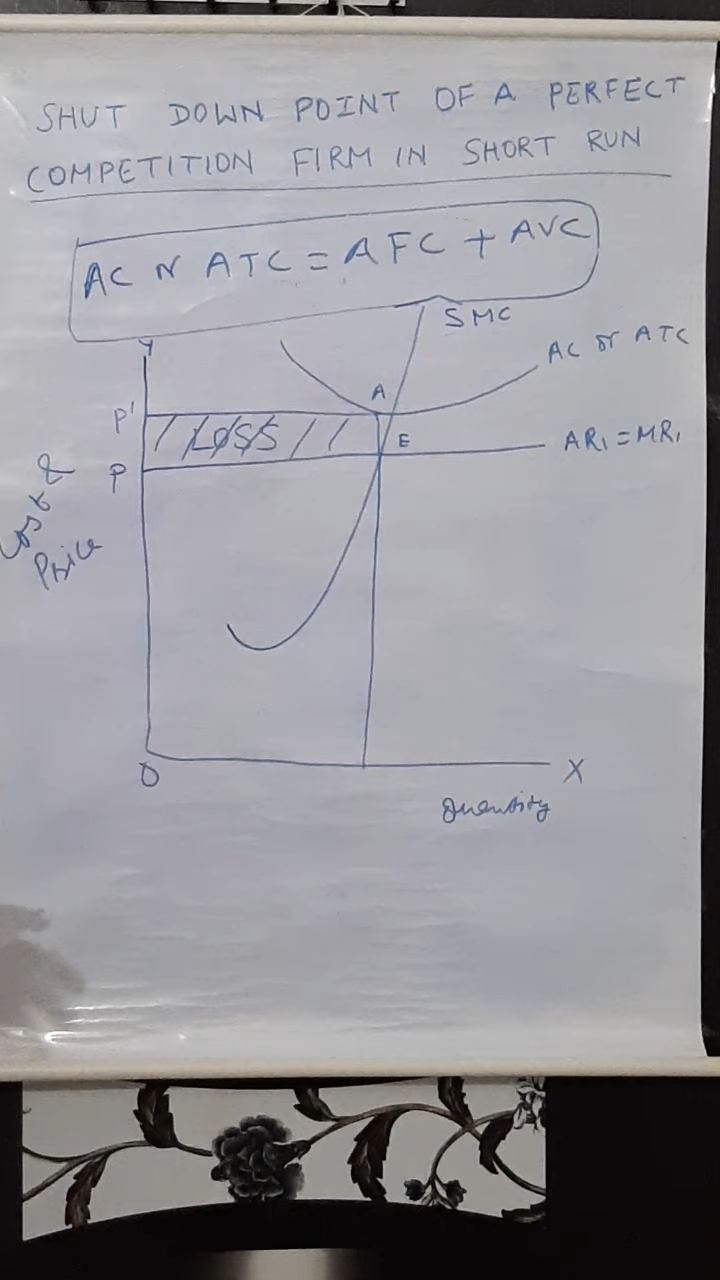 SHUT DOWN POINT OF A PERFECT
COMPETITION FIRM IN SHORT RUN
AC or ATC = AFC + AVC
SMC
Y
AC or ATC
A
P'
LOSS
E
AR₁ = MR₁
P
Cost &
Price
O
X
Quantity